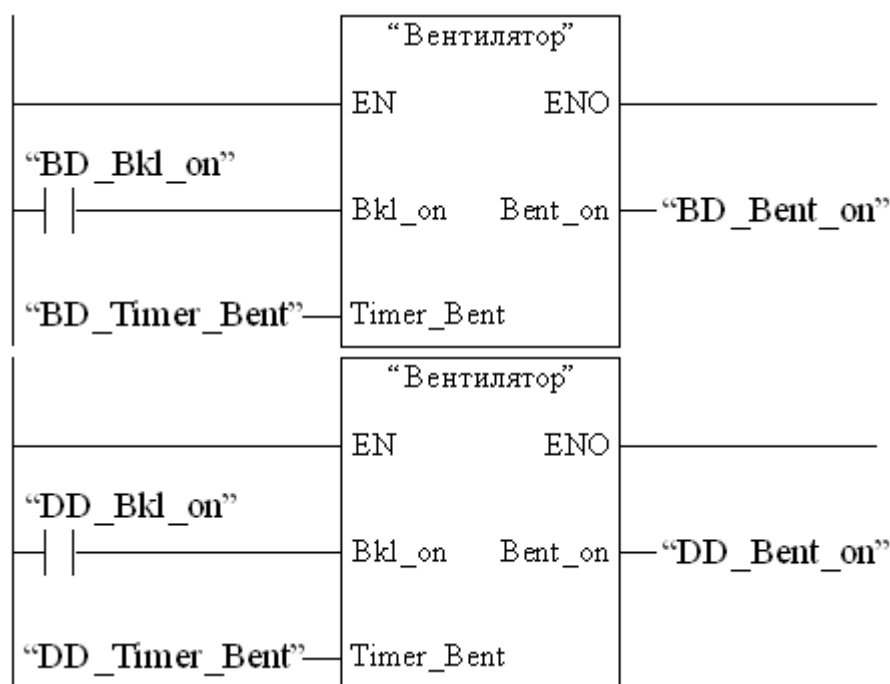 “Вентилятор”
EN ENO
“BD_Bkl_on”
Bkl_on Bent_on “BD_Bent_on”
“BD_Timer_Bent” Timer_Bent
“Вентилятор”
EN ENO
“DD_Bkl_on”
Bkl_on Bent_on “DD_Bent_on”
“DD_Timer_Bent” Timer_Bent